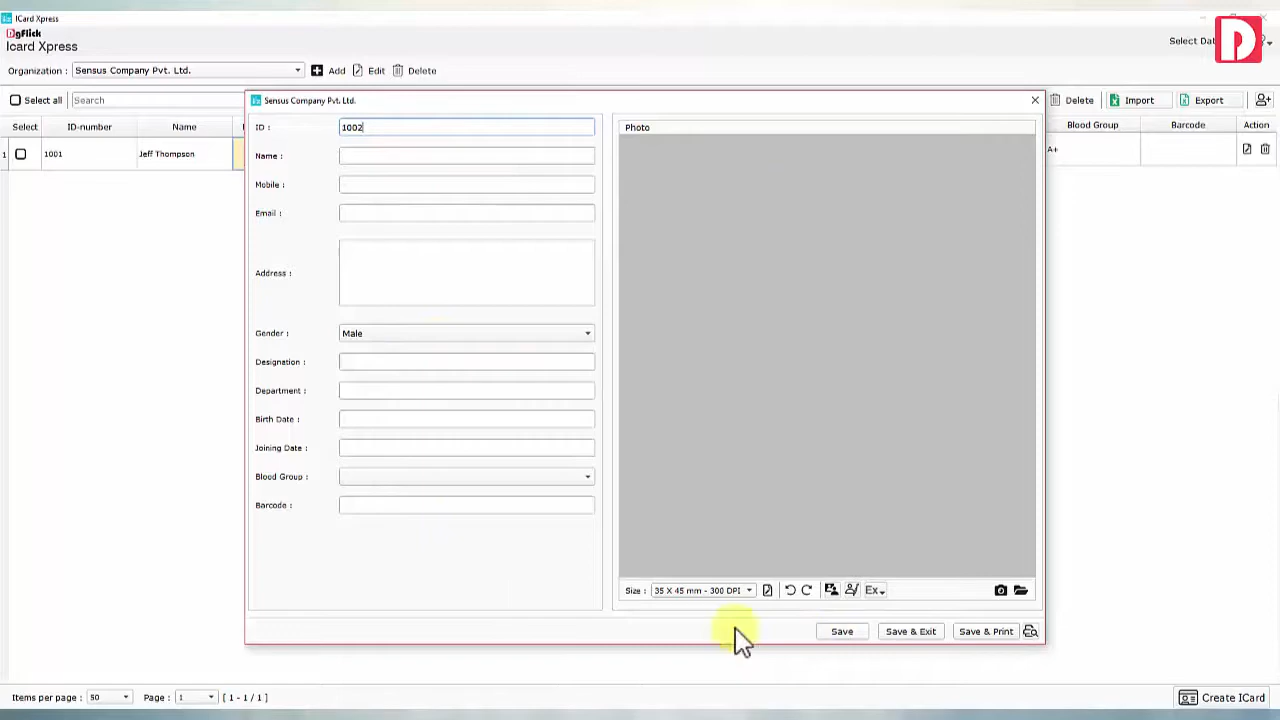 ICard Xpress
DgFlick
Icard Xpress
Select Dat
D
Organization : Sensus Company Pvt. Ltd. Add Edit Delete
Select all Search Delete Import Export
Select ID-number Name Blood Group Barcode Action
1 1001 Jeff Thompson A+
Sensus Company Pvt. Ltd.
ID : 1002
Name :
Mobile :
Email :
Address :
Gender : Male
Designation :
Department :
Birth Date :
Joining Date :
Blood Group :
Barcode :
Photo
Size : 35 X 45 mm - 300 DPI Ex
Save Save & Exit Save & Print
Items per page : 50 Page : 1 [ 1 - 1 / 1 ] Create ICard